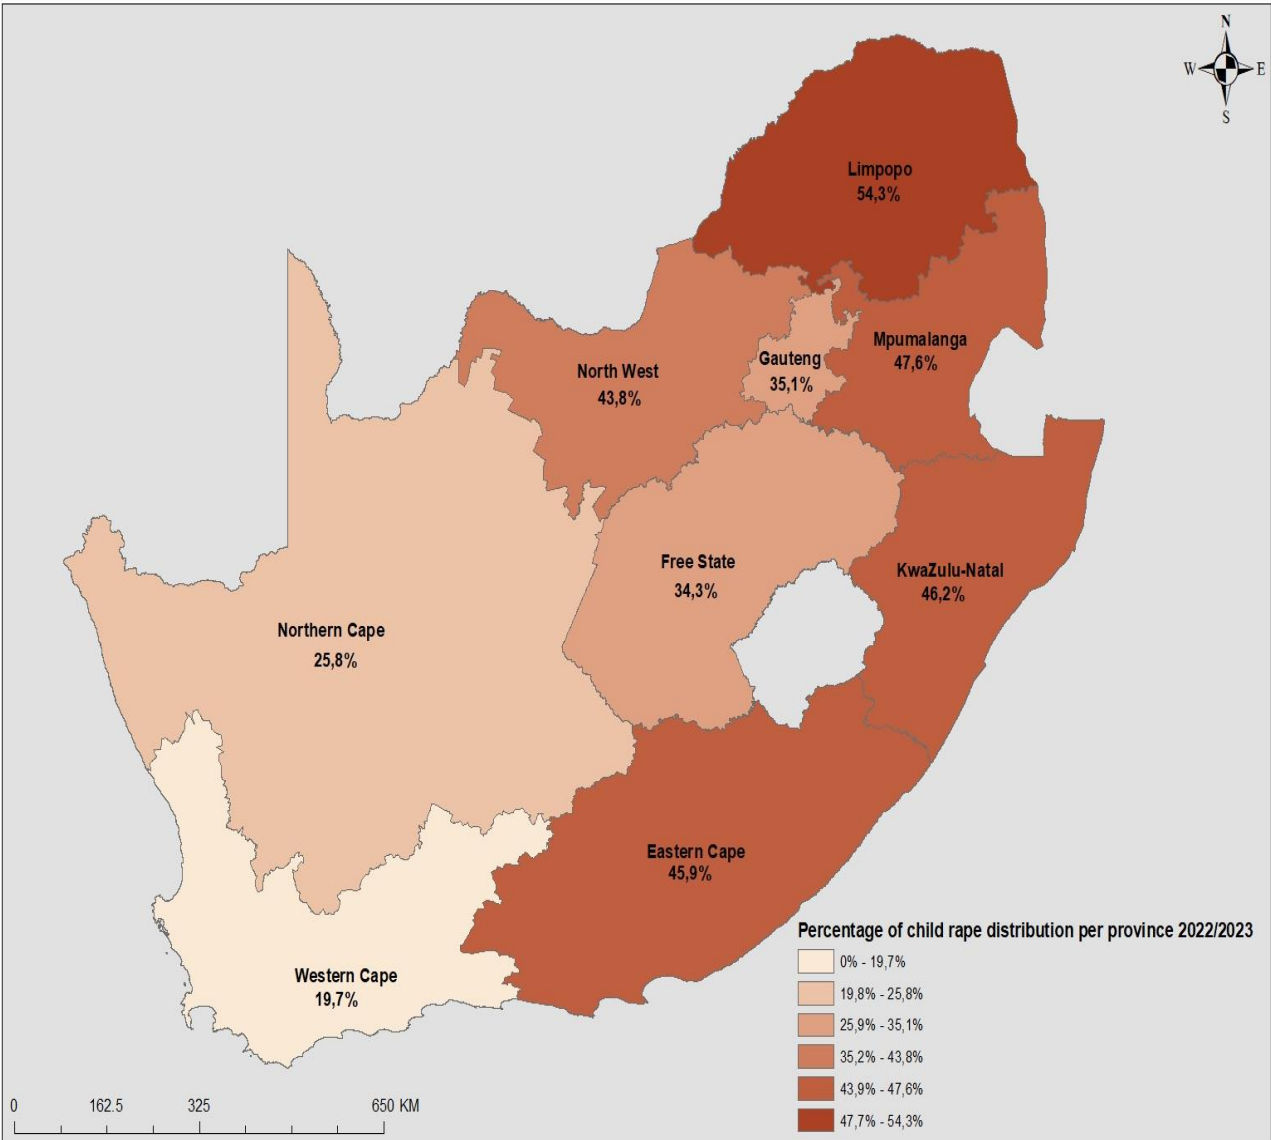 N
W E
S
Limpopo
54,3%
Mpumalanga
47,6%
Gauteng
35,1%
North West
43,8%
Free State
34,3%
KwaZulu-Natal
46,2%
Northern Cape
25,8%
Eastern Cape
45,9%
Western Cape
19,7%
Percentage of child rape distribution per province 2022/2023
0% - 19,7%
19,8% - 25,8%
25,9% - 35,1%
35,2% - 43,8%
43,9% - 47,6%
47,7% - 54,3%
0 162.5 325 650 KM